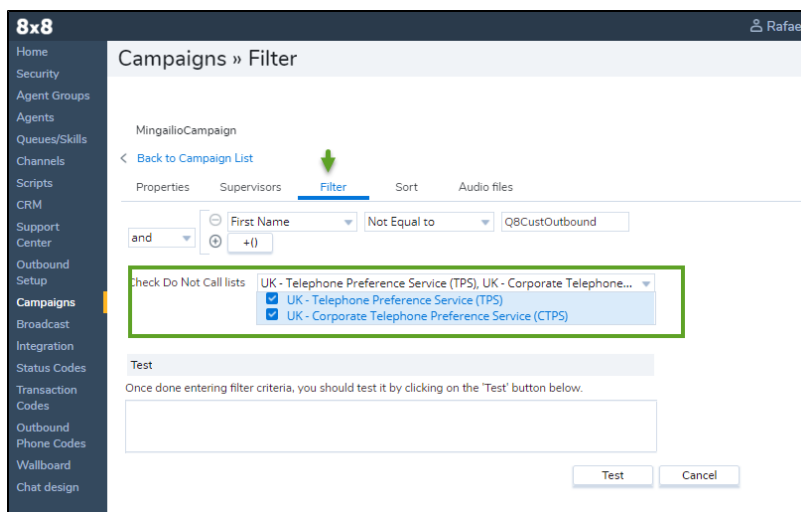 8x8
Rafae
Home
Security
Agent Groups
Agents
Queues/Skills
Channels
Scripts
CRM
Support
Center
Outbound
Setup
Campaigns
Broadcast
Integration
Status Codes
Transaction
Codes
Outbound
Phone Codes
Wallboard
Chat design
Campaigns » Filter
MingailioCampaign
< Back to Campaign List
Properties Supervisors Filter Sort Audio files
and
First Name Not Equal to Q8CustOutbound
+()
Check Do Not Call lists UK - Telephone Preference Service (TPS), UK - Corporate Telephone...
UK - Telephone Preference Service (TPS)
UK - Corporate Telephone Preference Service (CTPS)
Test
Once done entering filter criteria, you should test it by clicking on the 'Test' button below.
Test Cancel